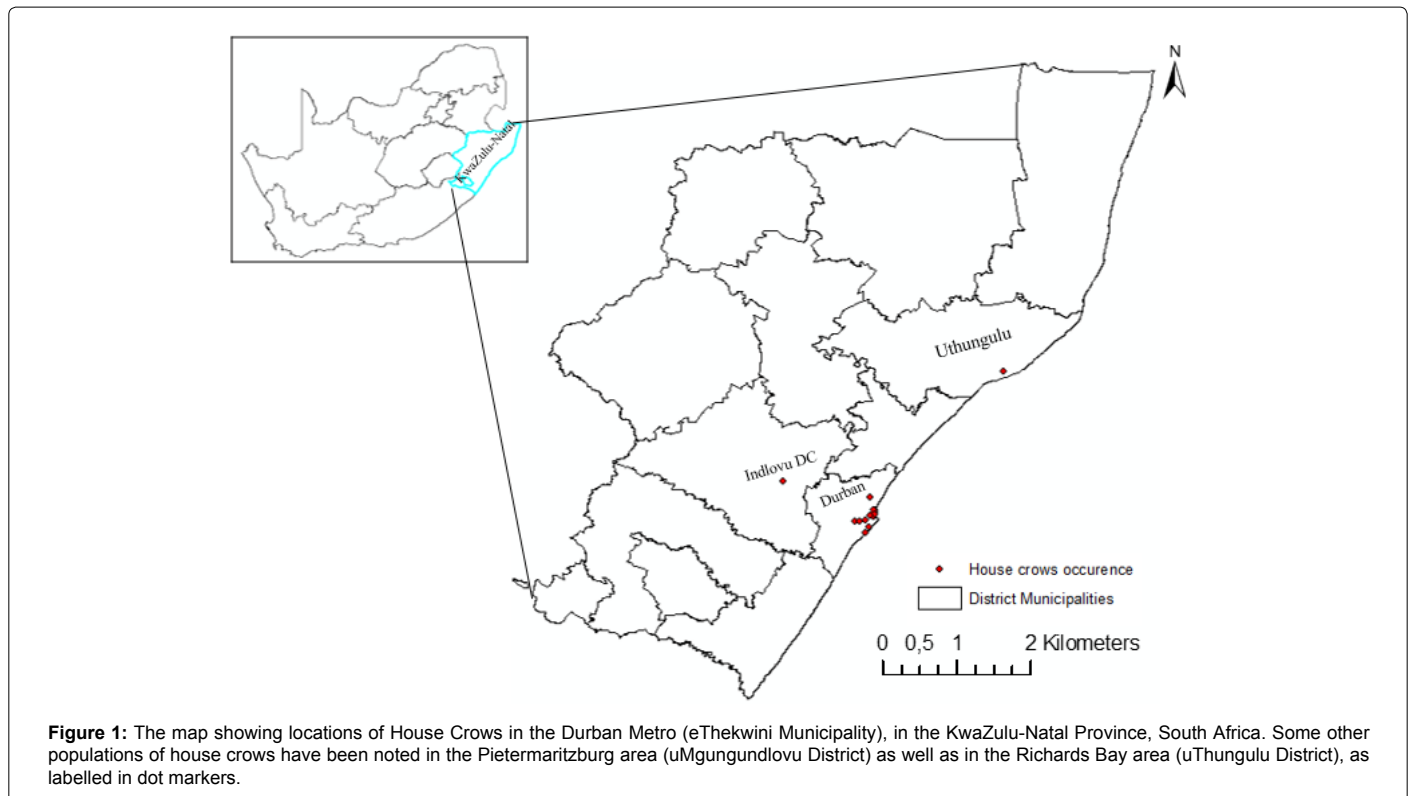 N
KwaZulu-Natal
Uthungulu
Indlovu DC
Durban
House crows occurence
District Municipalities
0 0,5 1 2 Kilometers
Figure 1: The map showing locations of House Crows in the Durban Metro (eThekwini Municipality), in the KwaZulu-Natal Province, South Africa. Some other
populations of house crows have been noted in the Pietermaritzburg area (uMgungundlovu District) as well as in the Richards Bay area (uThungulu District), as
labelled in dot markers.